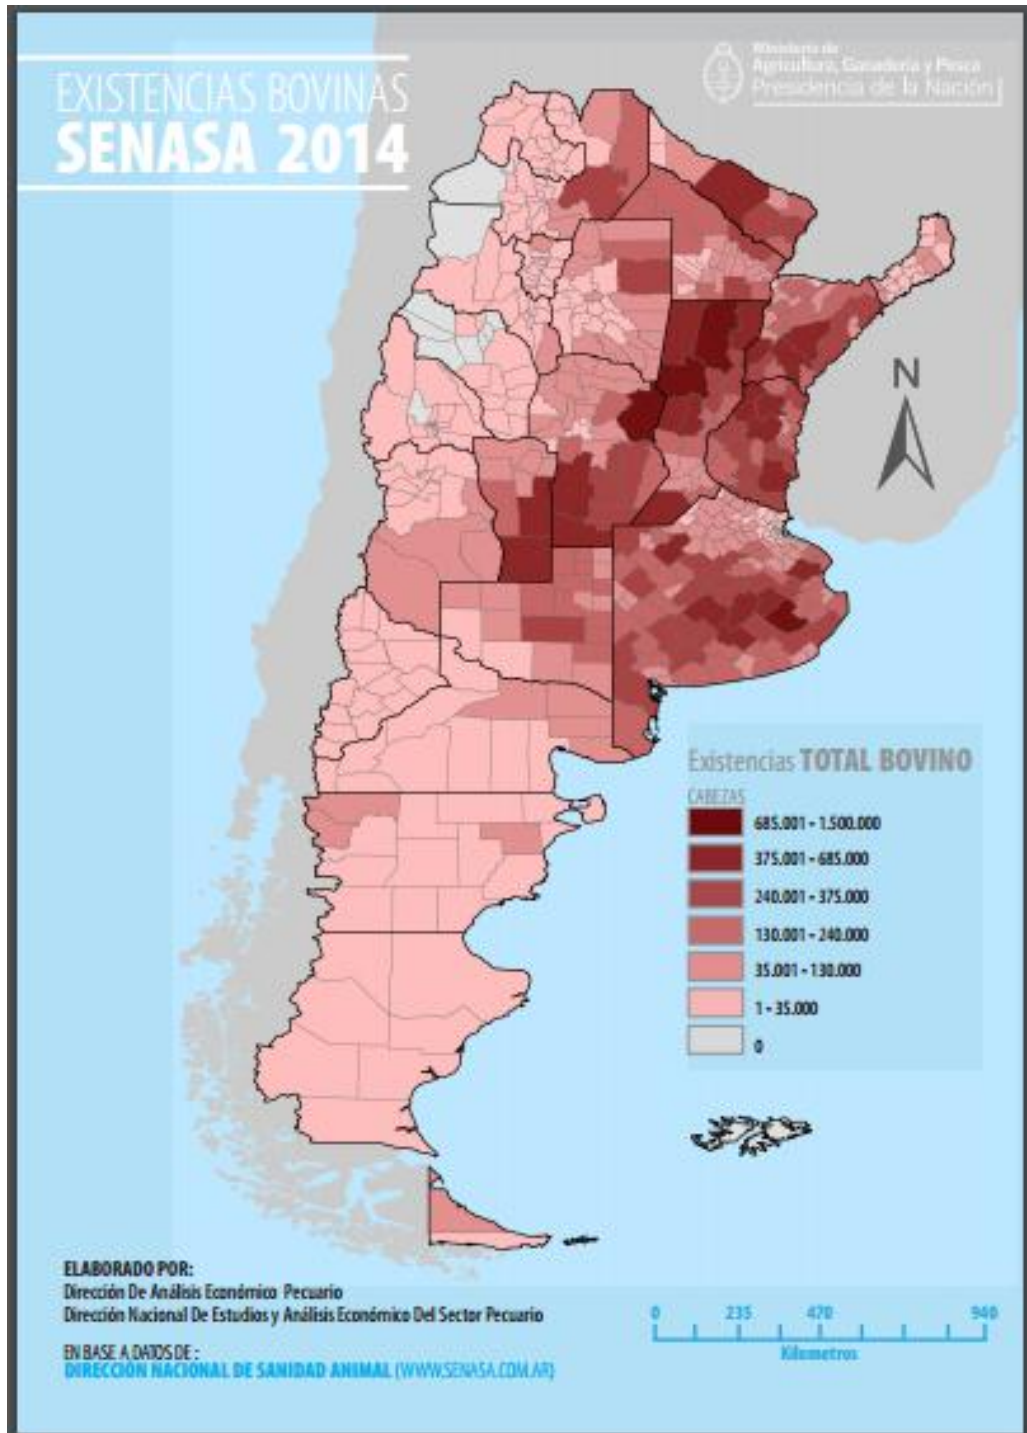 EXISTENCIAS BOVINAS
SENASA 2014
Ministerio de
Agricultura, Ganadería y Pesca
Presidencia de la Nación
N
Existencias TOTAL BOVINO
CABEZAS
685.001 - 1.500.000
375.001 - 685.000
240.001 - 375.000
130.001 - 240.000
35.001 - 130.000
1 - 35.000
0
ELABORADO POR:
Dirección De Análisis Económico Pecuario
Dirección Nacional De Estudios y Análisis Económico Del Sector Pecuario
EN BASE A DATOS DE :
DIRECCIÓN NACIONAL DE SANIDAD ANIMAL (WWW.SENASA.COM.AR)
0 235 470 940
Kilometros